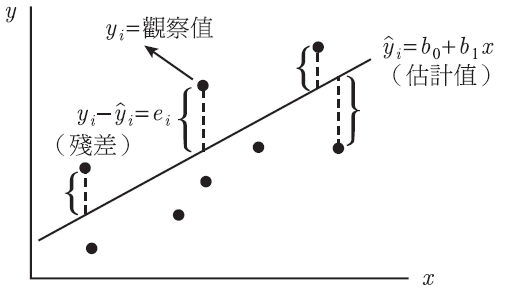 y
yᵢ=觀察值
ŷᵢ=b₀+b₁x
（估計值）
yᵢ−ŷᵢ=eᵢ
（殘差）
x